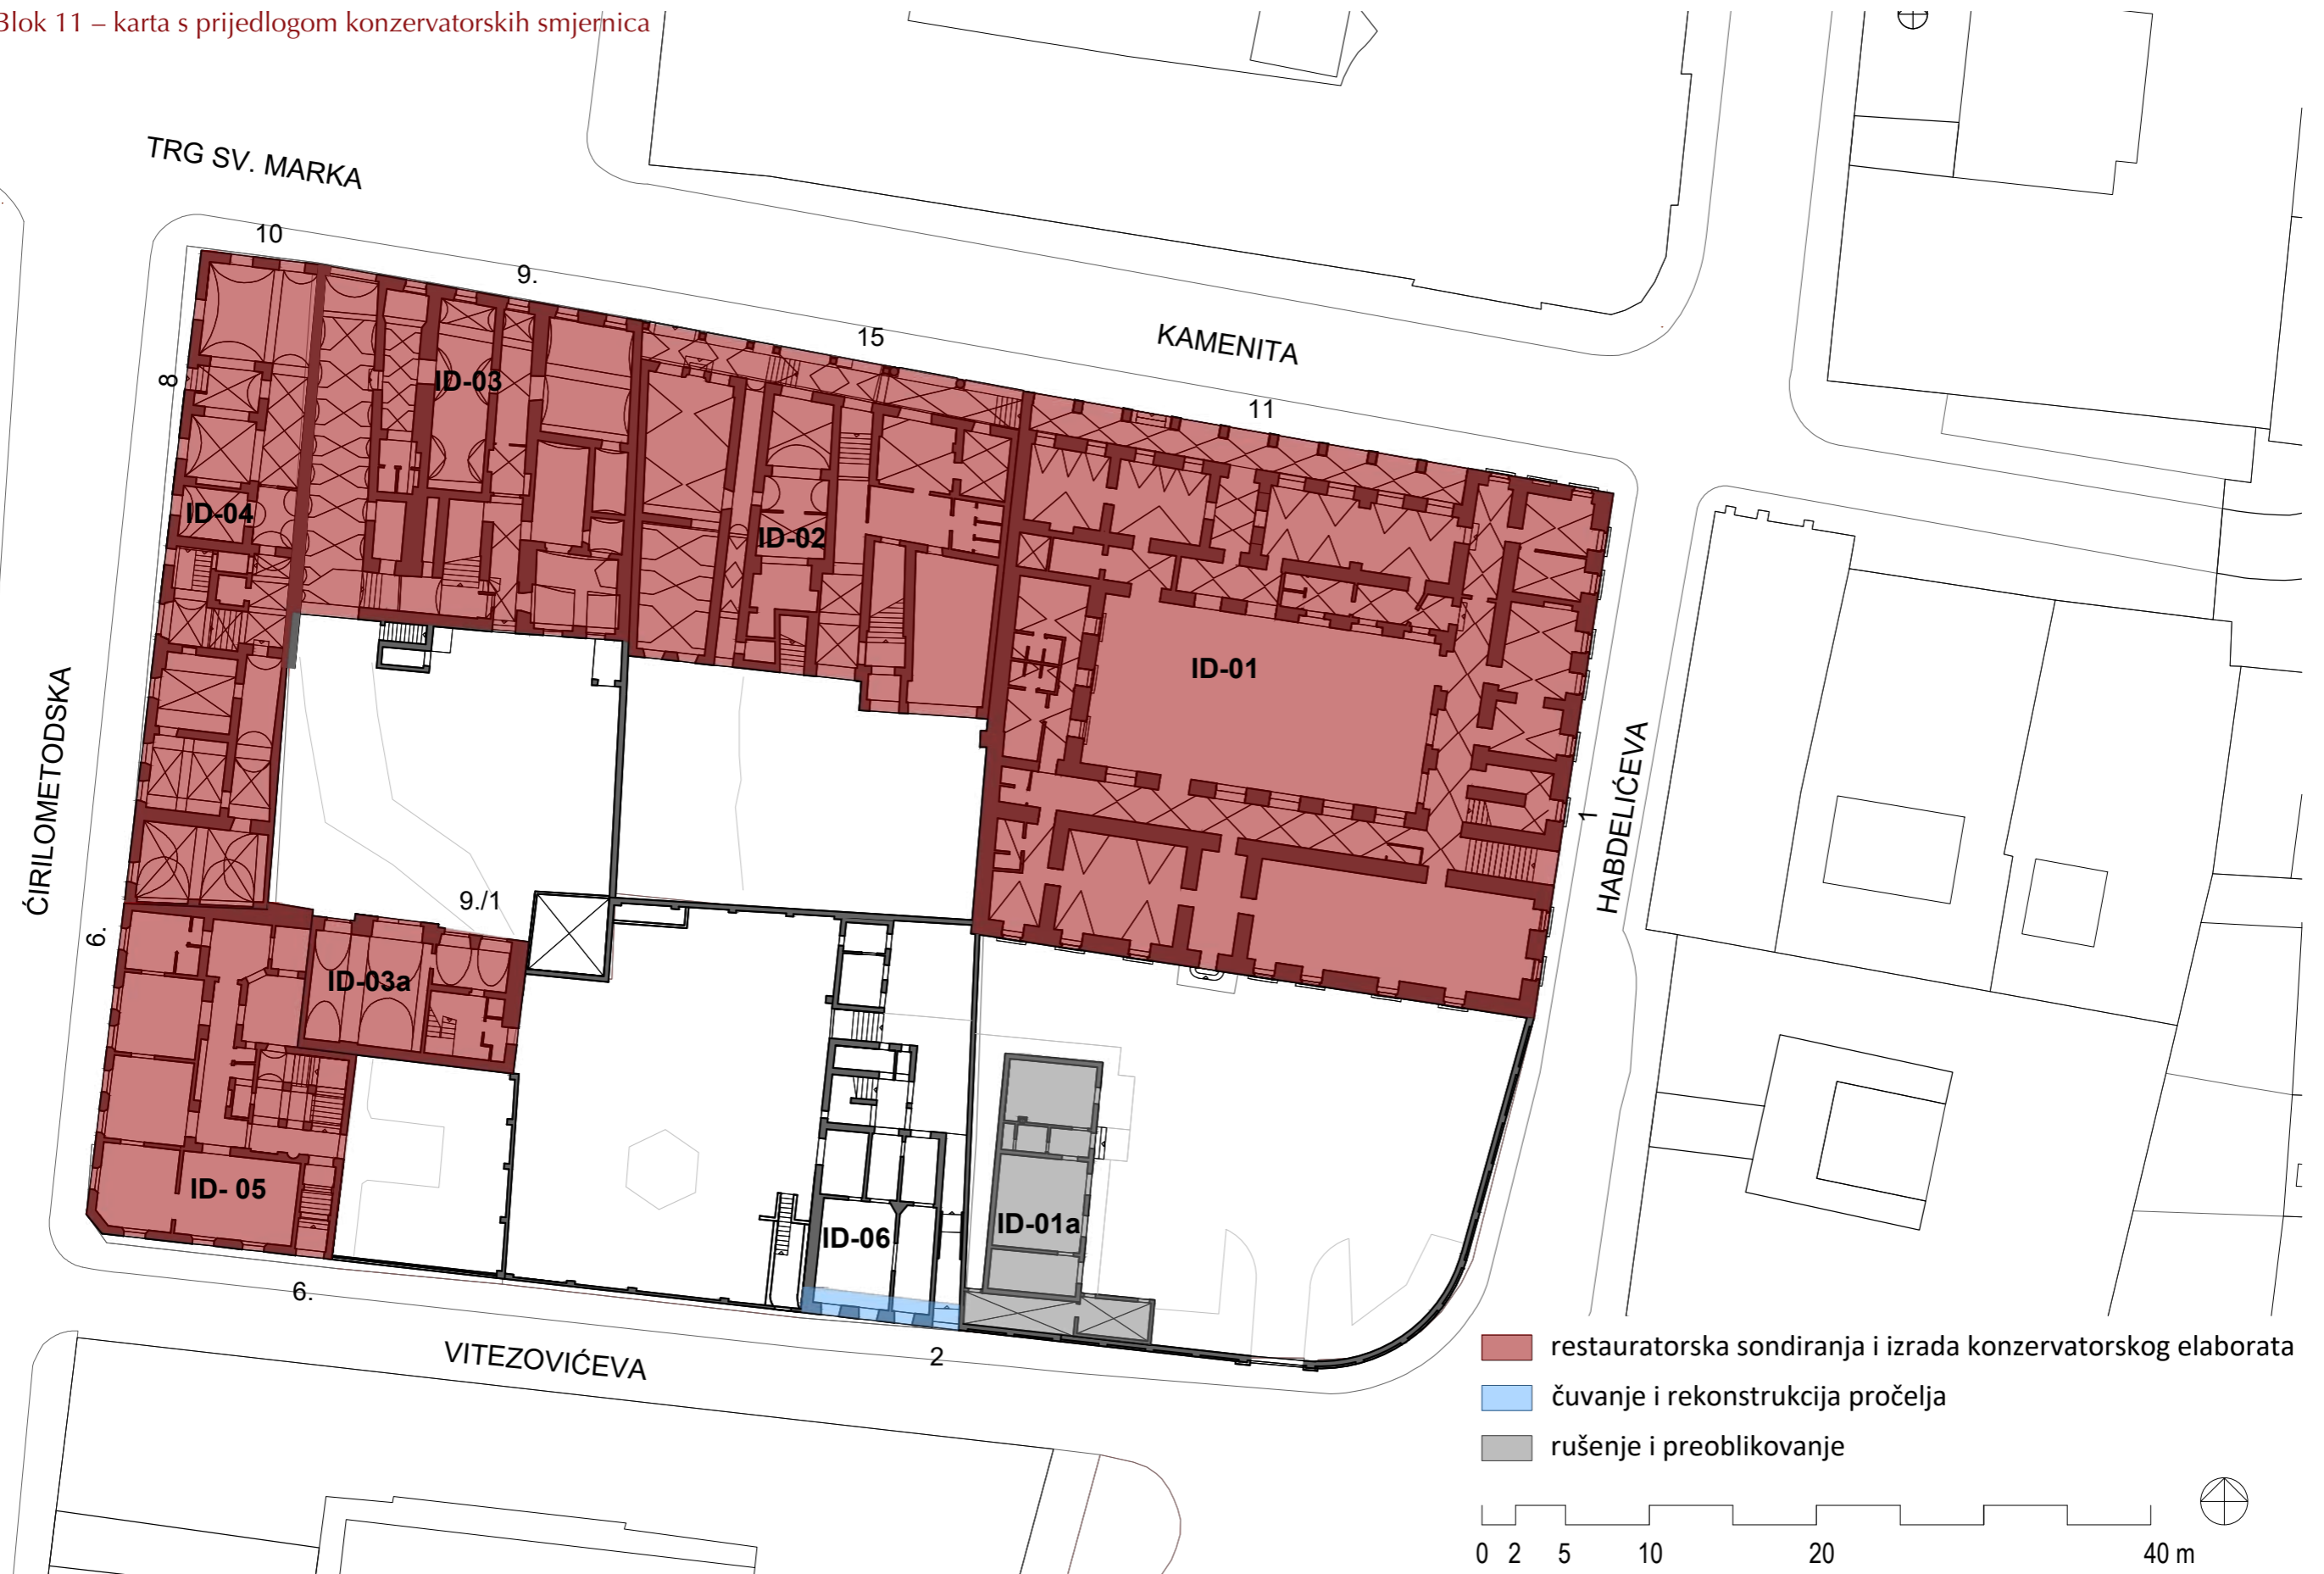 Blok 11 – karta s prijedlogom konzervatorskih smjernica
TRG SV. MARKA
10
9.
15
KAMENITA
11
8
ID-03
ID-04
ID-02
ID-01
ĆIRILOMETODSKA
HABDELIĆEVA
1
9./1
6.
ID-03a
ID- 05
ID-06
ID-01a
6.
VITEZOVIĆEVA
2
restauratorska sondiranja i izrada konzervatorskog elaborata
čuvanje i rekonstrukcija pročelja
rušenje i preoblikovanje
0 2 5 10 20 40 m